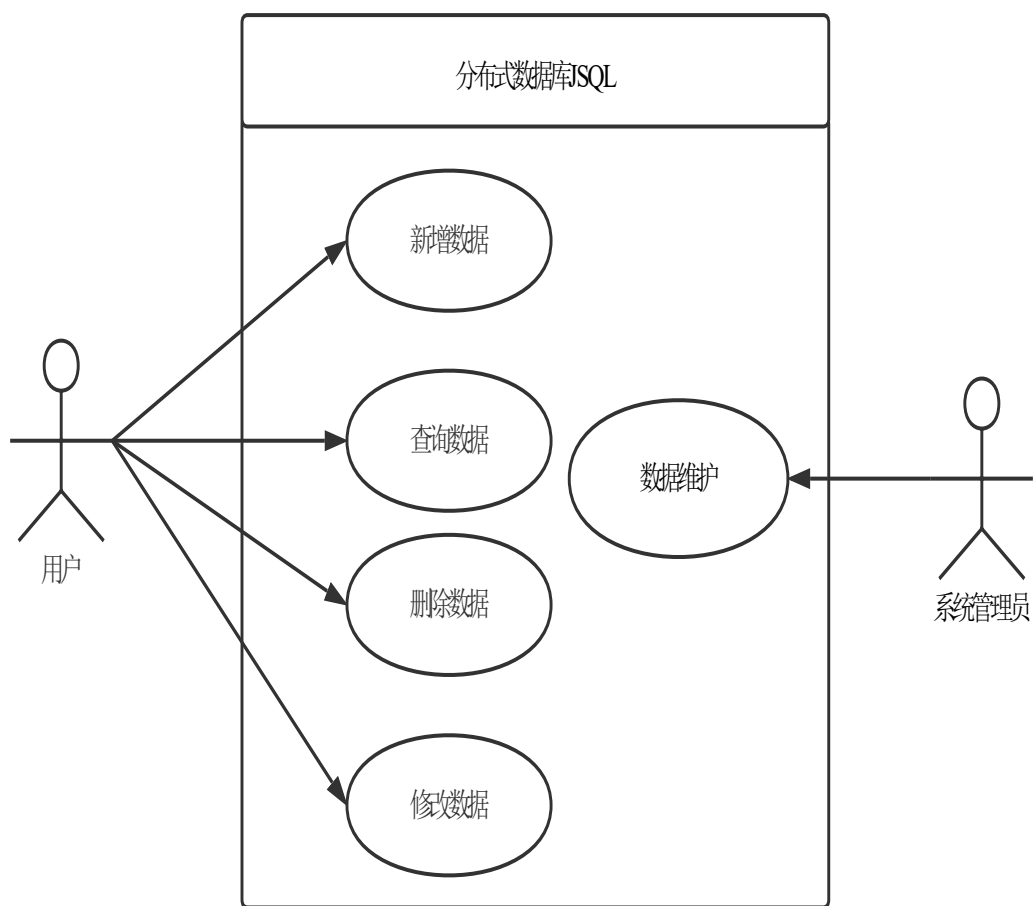 分布式数据库JSQL
新增数据
查询数据
数据维护
用户
删除数据
系统管理员
修改数据